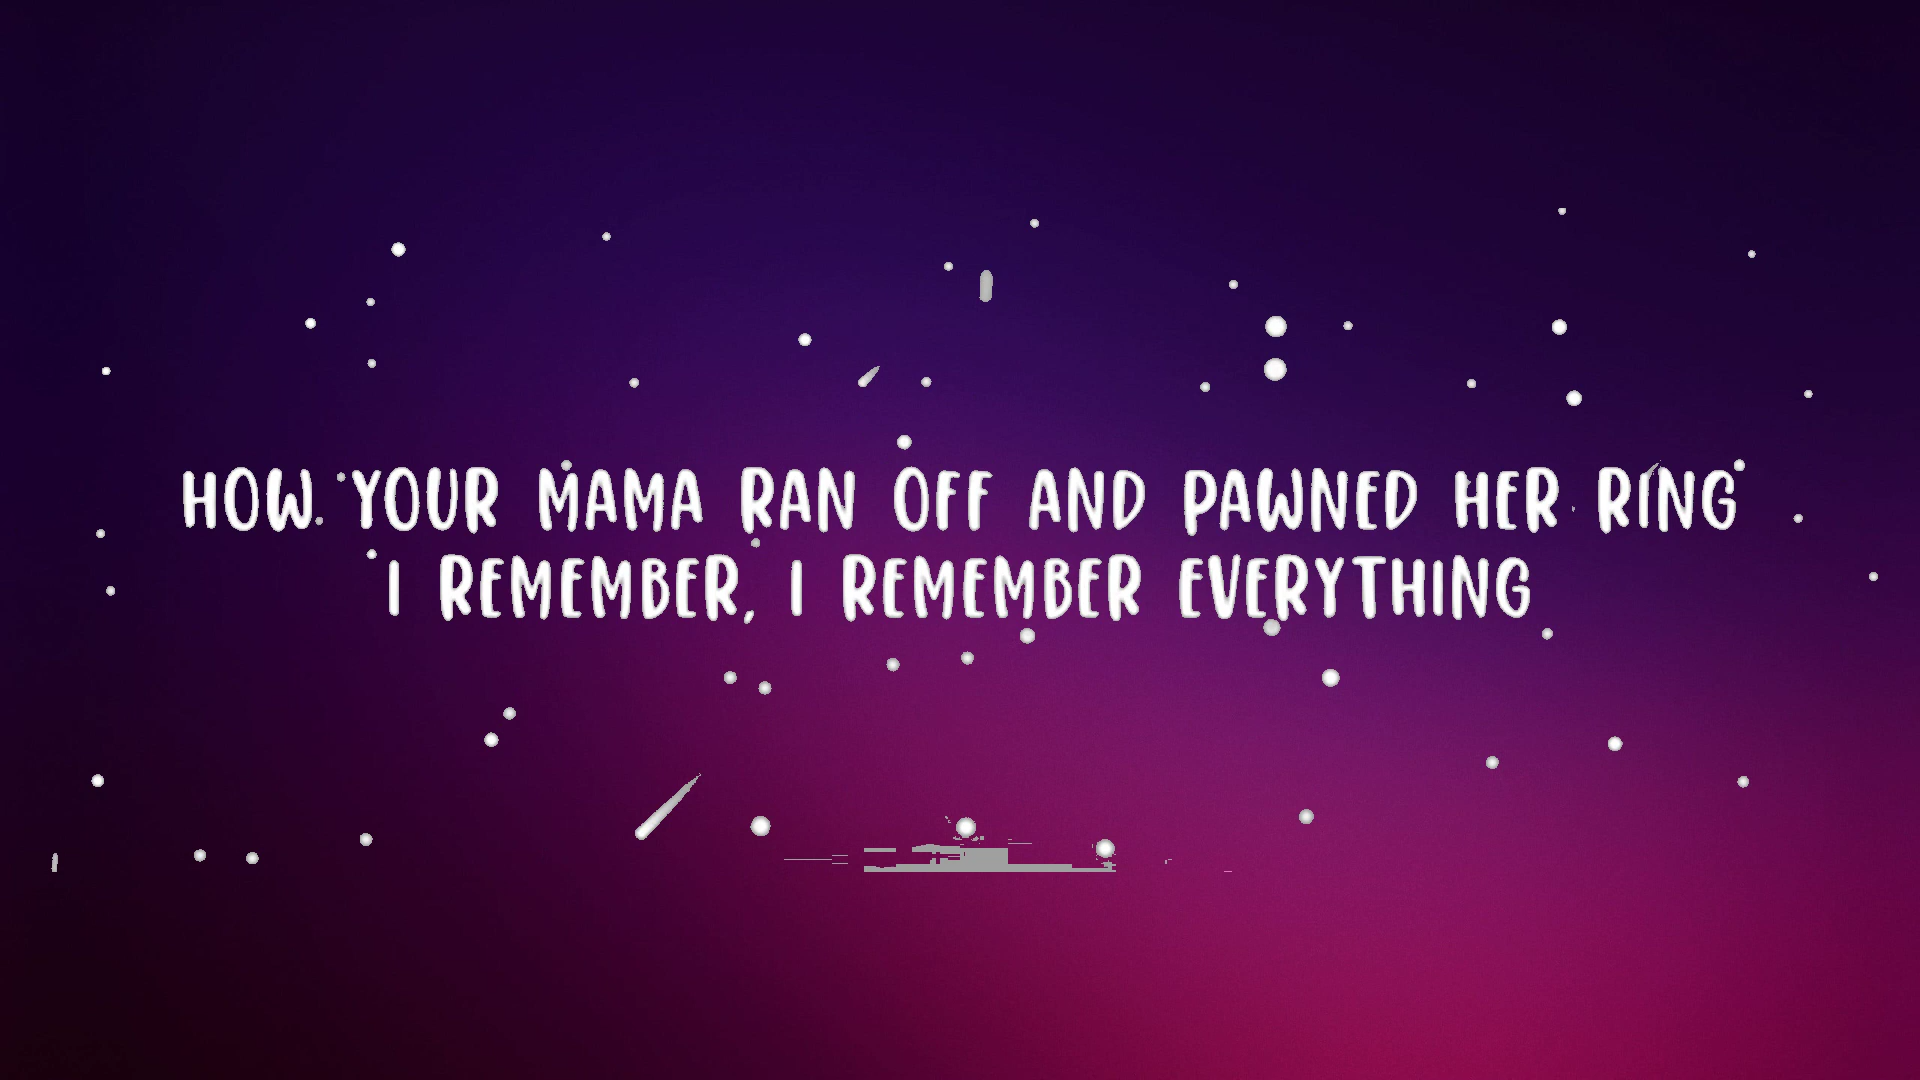 HOW YOUR MAMA RAN OFF AND PAWNED HER RING
I REMEMBER, I REMEMBER EVERYTHING